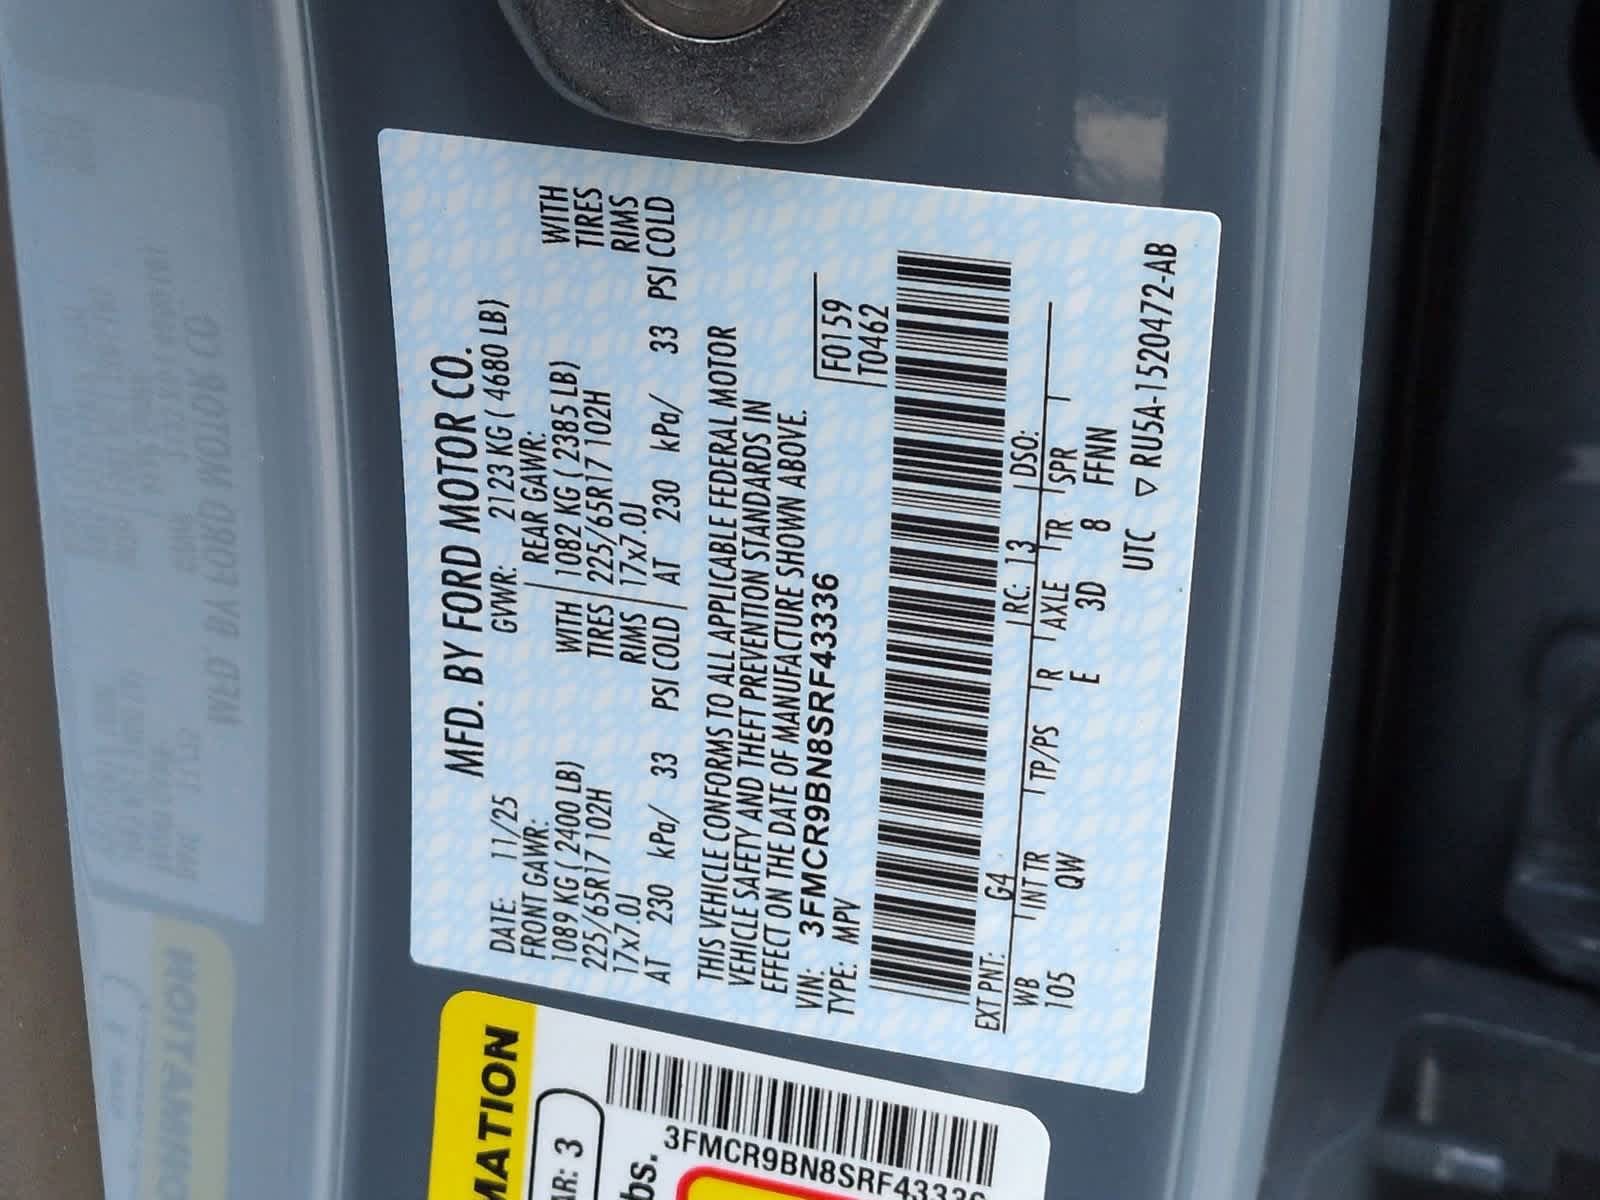 MFD. BY FORD MOTOR CO.
DATE: 11/25 GVWR: 2123 KG ( 4680 LB)
FRONT GAWR: REAR GAWR:
1089 KG ( 2400 LB) WITH 1082 KG ( 2385 LB) WITH
225/65R17 102H TIRES 225/65R17 102H TIRES
17x7.0J RIMS 17x7.0J RIMS
AT 230 kPa/ 33 PSI COLD AT 230 kPa/ 33 PSI COLD
THIS VEHICLE CONFORMS TO ALL APPLICABLE FEDERAL MOTOR
VEHICLE SAFETY AND THEFT PREVENTION STANDARDS IN
EFFECT ON THE DATE OF MANUFACTURE SHOWN ABOVE.
VIN: 3FMCR9BN8SRF43336 F0159
TYPE: MPV T0462
EXT PNT: G4 RC: 13 DSO:
WB INT TR TP/PS R AXLE TR SPR
105 QW E 3D 8 FFNN
UTC ▽ RU5A-1520472-AB
MATION
AR: 3
bs.
3FMCR9BN8SRF43336